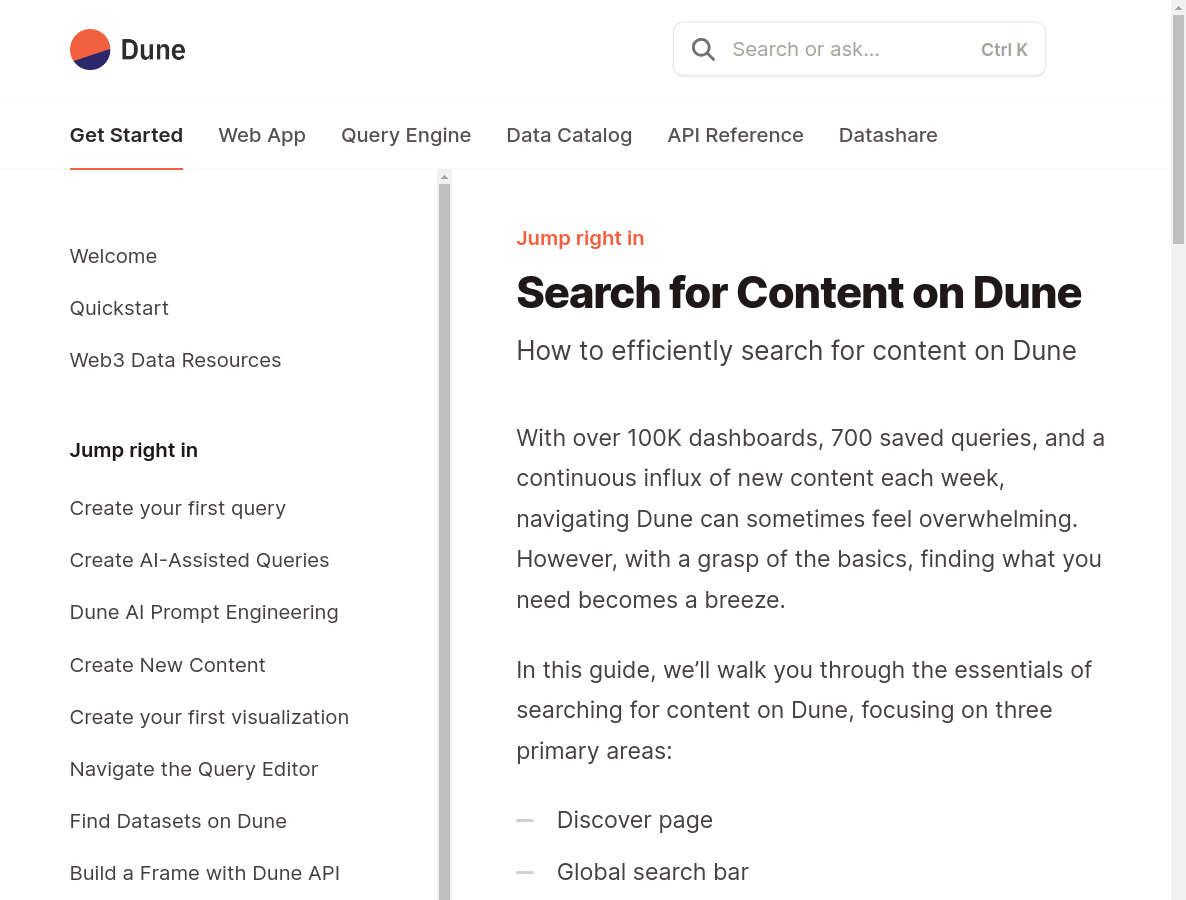 Dune
Search or ask...
Ctrl K
Get Started
Web App
Query Engine
Data Catalog
API Reference
Datashare
Welcome
Quickstart
Web3 Data Resources
Jump right in
Create your first query
Create AI-Assisted Queries
Dune AI Prompt Engineering
Create New Content
Create your first visualization
Navigate the Query Editor
Find Datasets on Dune
Build a Frame with Dune API
Jump right in
Search for Content on Dune
How to efficiently search for content on Dune
With over 100K dashboards, 700 saved queries, and a
continuous influx of new content each week,
navigating Dune can sometimes feel overwhelming.
However, with a grasp of the basics, finding what you
need becomes a breeze.
In this guide, we’ll walk you through the essentials of
searching for content on Dune, focusing on three
primary areas:
Discover page
Global search bar